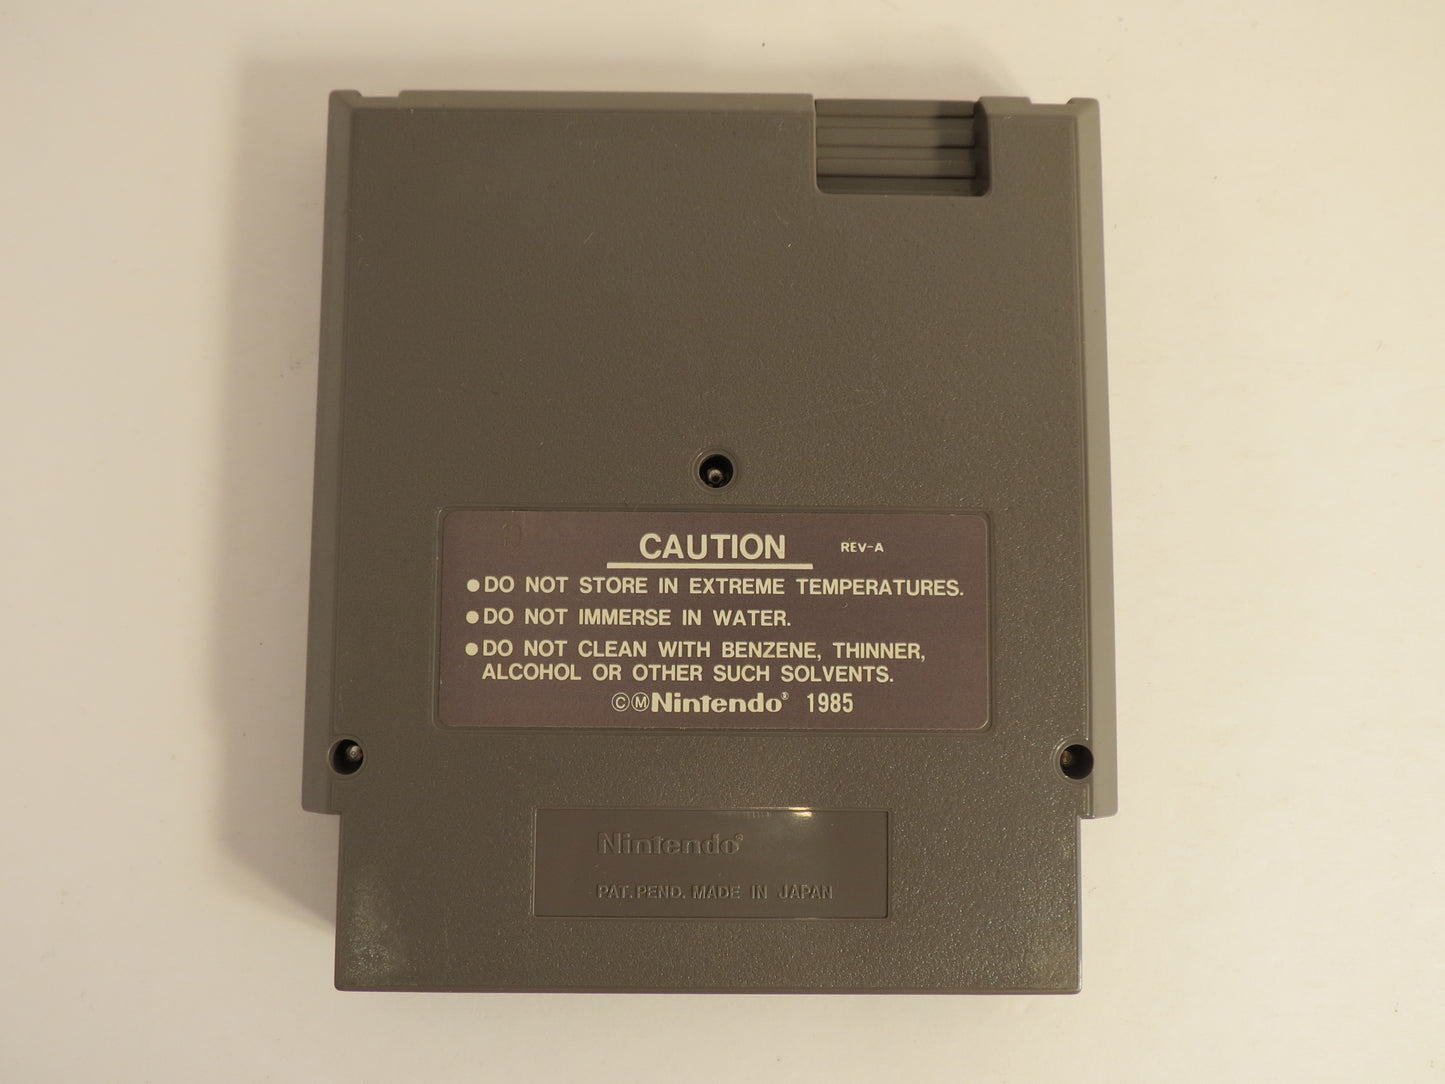 CAUTION REV-A
●DO NOT STORE IN EXTREME TEMPERATURES.
●DO NOT IMMERSE IN WATER.
●DO NOT CLEAN WITH BENZENE, THINNER,
ALCOHOL OR OTHER SUCH SOLVENTS.
©ⓂNintendo® 1985
Nintendo®
PAT. PEND. MADE IN JAPAN